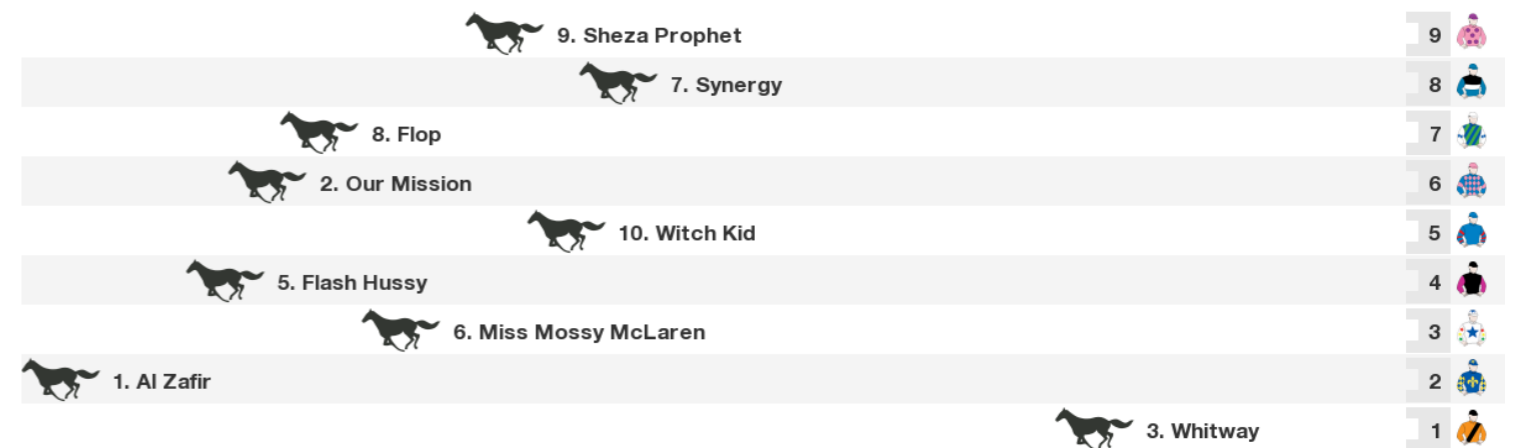 9. Sheza Prophet 9
7. Synergy 8
8. Flop 7
2. Our Mission 6
10. Witch Kid 5
5. Flash Hussy 4
6. Miss Mossy McLaren 3
1. Al Zafir 2
3. Whitway 1